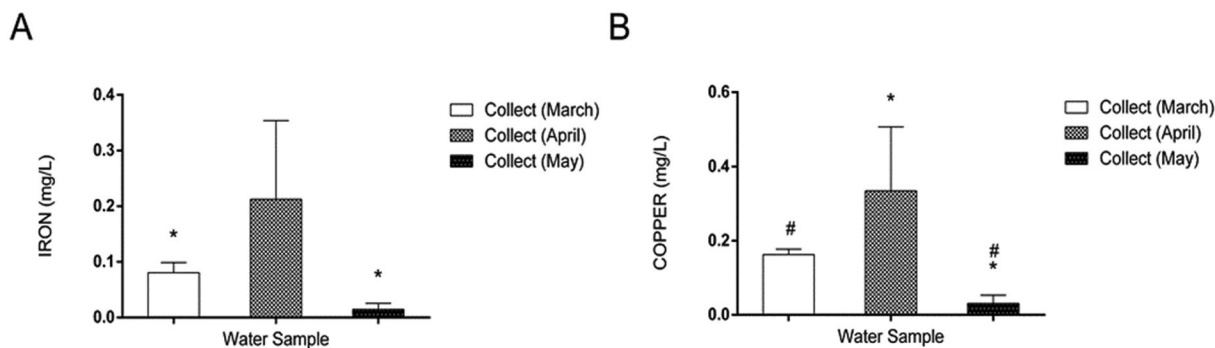 A
IRON (mg/L)
0.4
0.3
0.2
0.1
0.0
*
*
Water Sample
Collect (March)
Collect (April)
Collect (May)
B
COPPER (mg/L)
0.6
0.4
0.2
0.0
#
*
#
*
Water Sample
Collect (March)
Collect (April)
Collect (May)